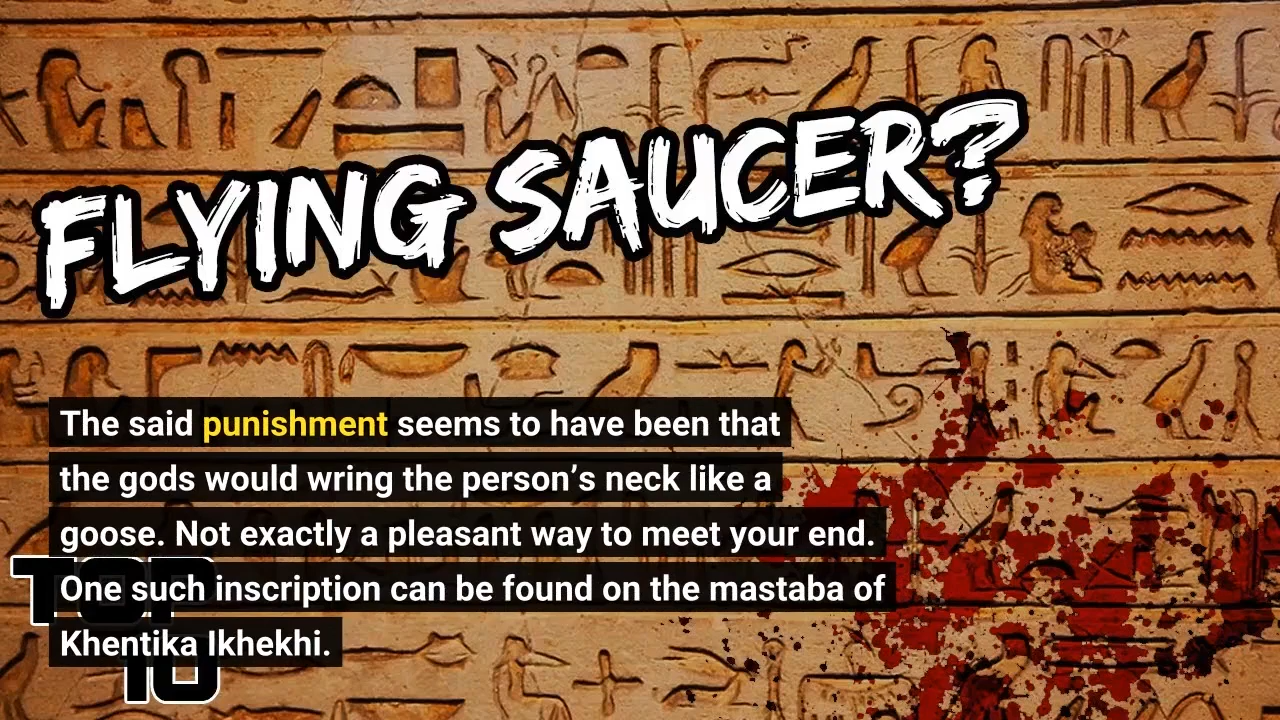 FLYING SAUCER?
The said punishment seems to have been that
the gods would wring the person’s neck like a
goose. Not exactly a pleasant way to meet your end.
One such inscription can be found on the mastaba of
Khentika Ikhekhi.
TOP
10